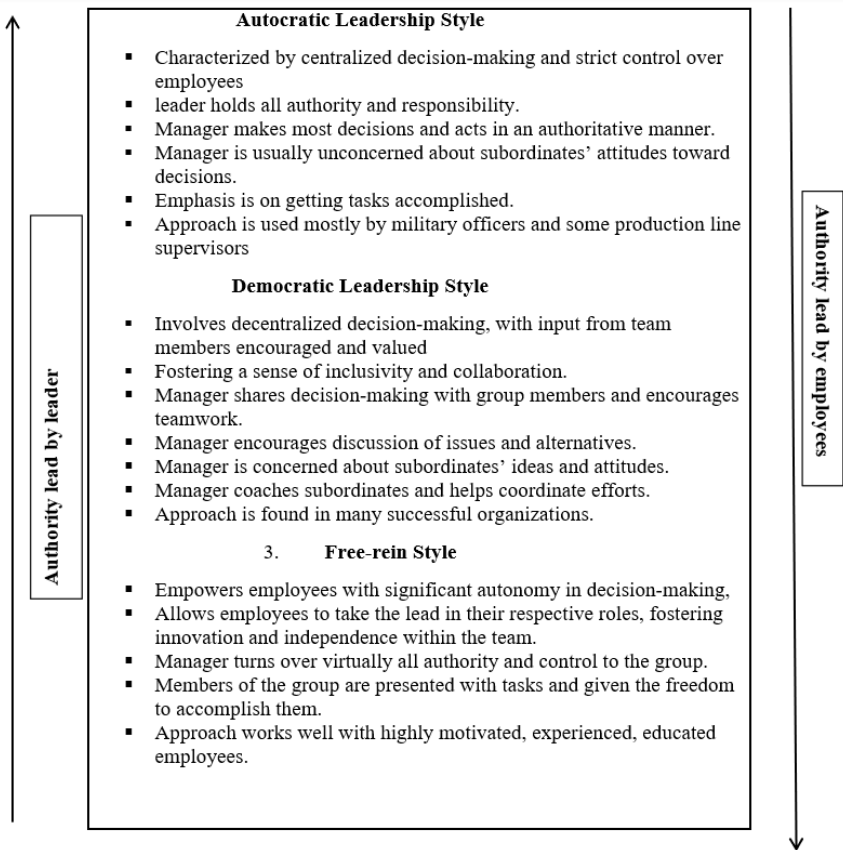 Autocratic Leadership Style
▪ Characterized by centralized decision-making and strict control over
employees
▪ leader holds all authority and responsibility.
▪ Manager makes most decisions and acts in an authoritative manner.
▪ Manager is usually unconcerned about subordinates’ attitudes toward
decisions.
▪ Emphasis is on getting tasks accomplished.
▪ Approach is used mostly by military officers and some production line
supervisors
Democratic Leadership Style
▪ Involves decentralized decision-making, with input from team
members encouraged and valued
▪ Fostering a sense of inclusivity and collaboration.
▪ Manager shares decision-making with group members and encourages
teamwork.
▪ Manager encourages discussion of issues and alternatives.
▪ Manager is concerned about subordinates’ ideas and attitudes.
▪ Manager coaches subordinates and helps coordinate efforts.
▪ Approach is found in many successful organizations.
3. Free-rein Style
▪ Empowers employees with significant autonomy in decision-making,
▪ Allows employees to take the lead in their respective roles, fostering
innovation and independence within the team.
▪ Manager turns over virtually all authority and control to the group.
▪ Members of the group are presented with tasks and given the freedom
to accomplish them.
▪ Approach works well with highly motivated, experienced, educated
employees.
Authority lead by leader
Authority lead by employees